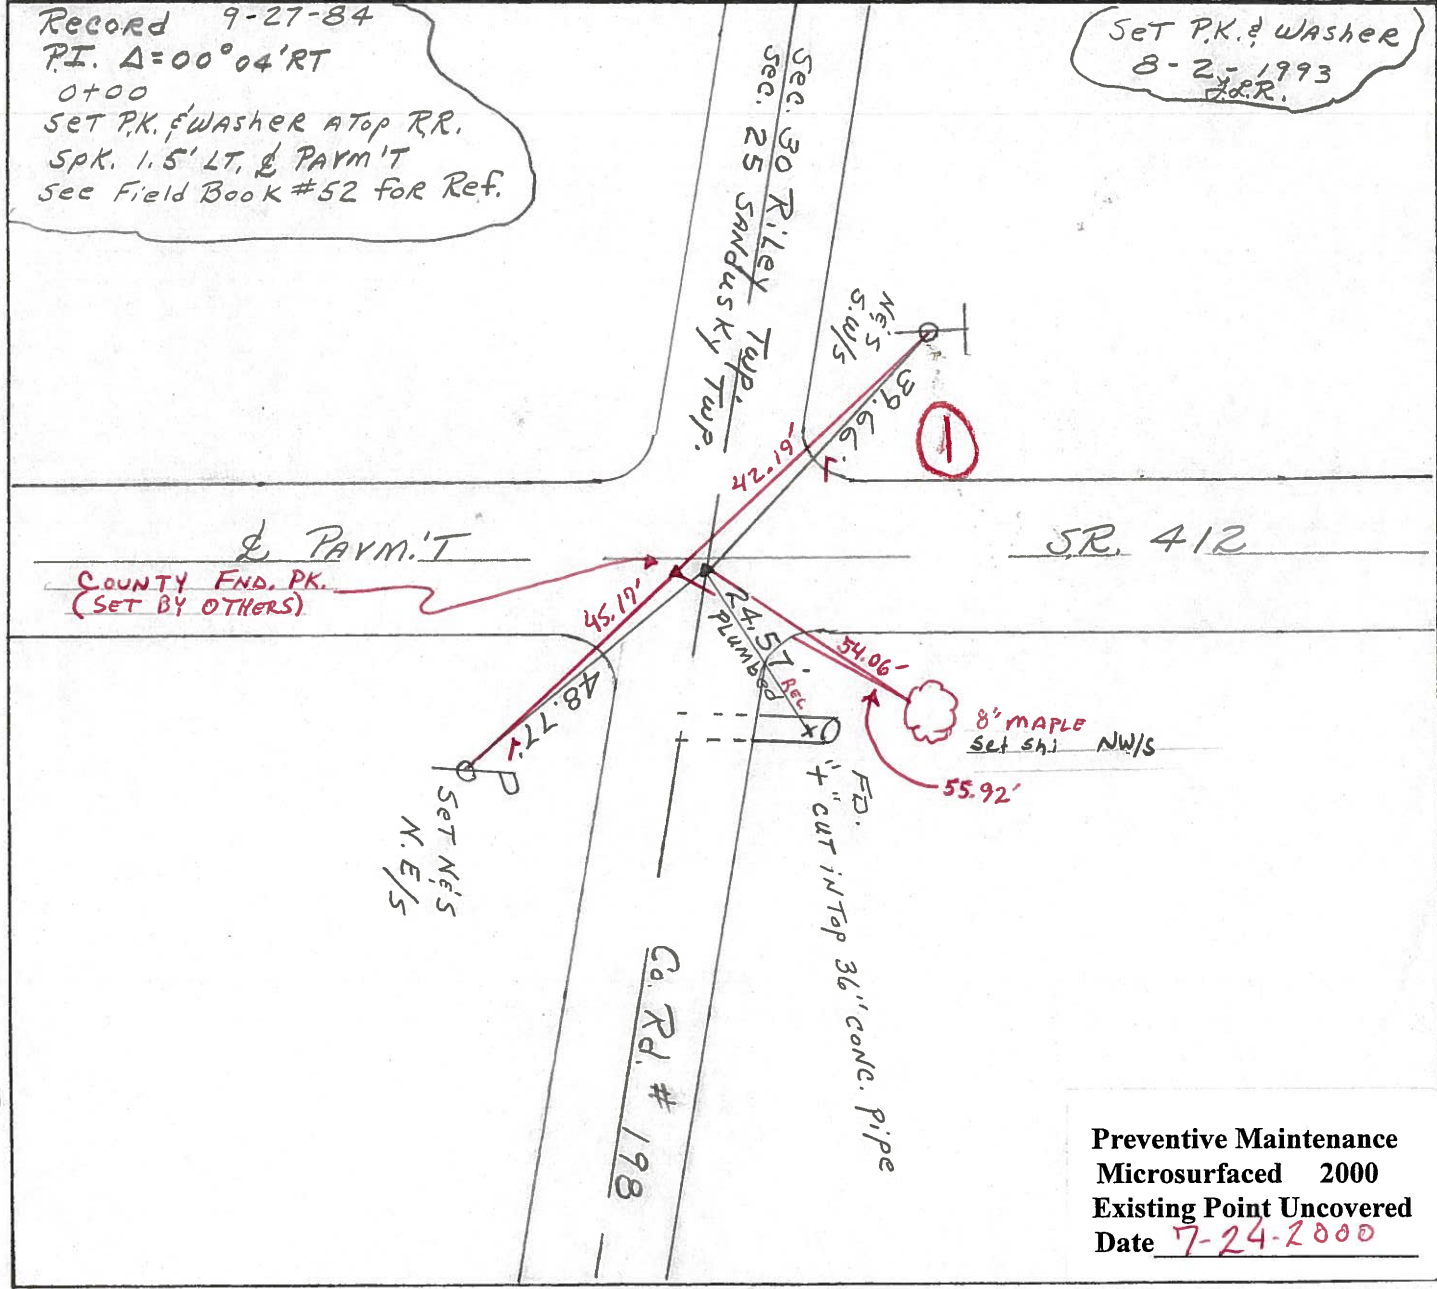 Record 9-27-84
P.I. Δ=00°04'RT
0+00
SET P.K. & WASHER ATOP R.R.
SPK. 1.5' LT. ℄ PAVM'T
See Field Book #52 FOR Ref.
SET P.K. & WASHER
8-2-1993
J.L.R.
Sec. 30 RILEY TWP.
Sec. 25 SANDUSKY TWP.
N&'S
S.W/S
39.66'
1
42.19'
℄ PAVM.'T
S.R. 412
COUNTY FND. PK.
(SET BY OTHERS)
45.17'
48.77'
24.57'
PLUMBED
REC
54.06-
8" MAPLE
Set shi NW/S
55.92'
SET N&'S
N.E/S
FD.
"+" CUT IN TOP 36" CONC. PIPE
Co. Rd. # 198
Preventive Maintenance
Microsurfaced 2000
Existing Point Uncovered
Date 7-24-2000